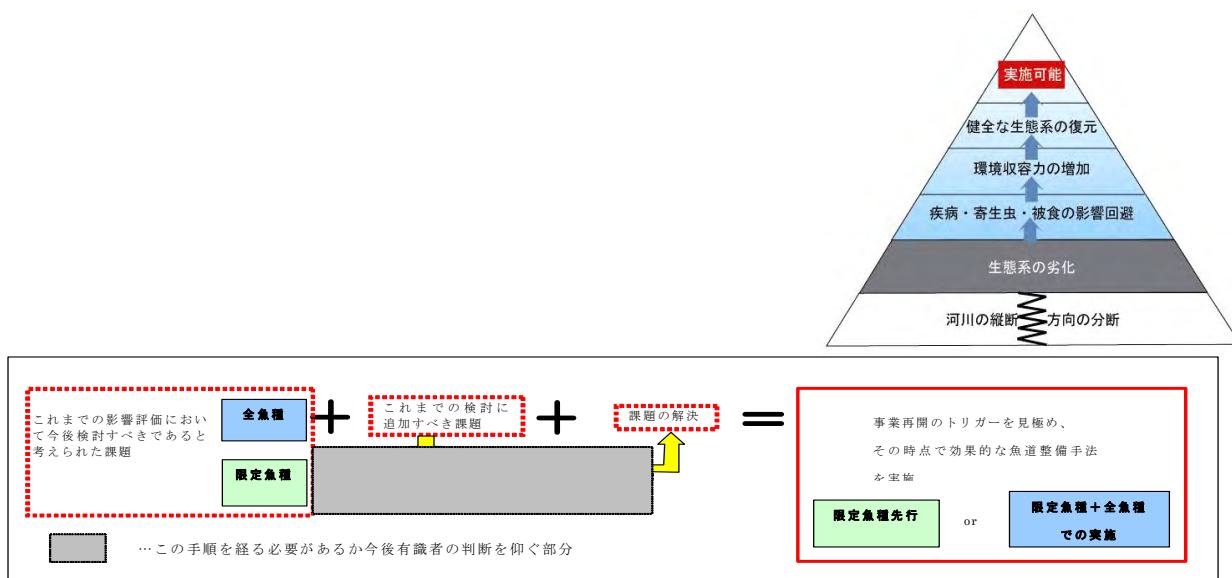 実施可能
健全な生態系の復元
環境収容力の増加
疾病・寄生虫・被食の影響回避
生態系の劣化
河川の縦断 方向の分断
これまでの影響評価において今後検討すべきであると考えられた課題
全魚種
限定魚種
+
これまでの検討に
追加すべき課題
+
課題の解決
=
事業再開のトリガーを見極め、
その時点で効果的な魚道整備手法
を実施
限定魚種先行
or
限定魚種+全魚種
での実施
…この手順を経る必要があるか今後有識者の判断を仰ぐ部分